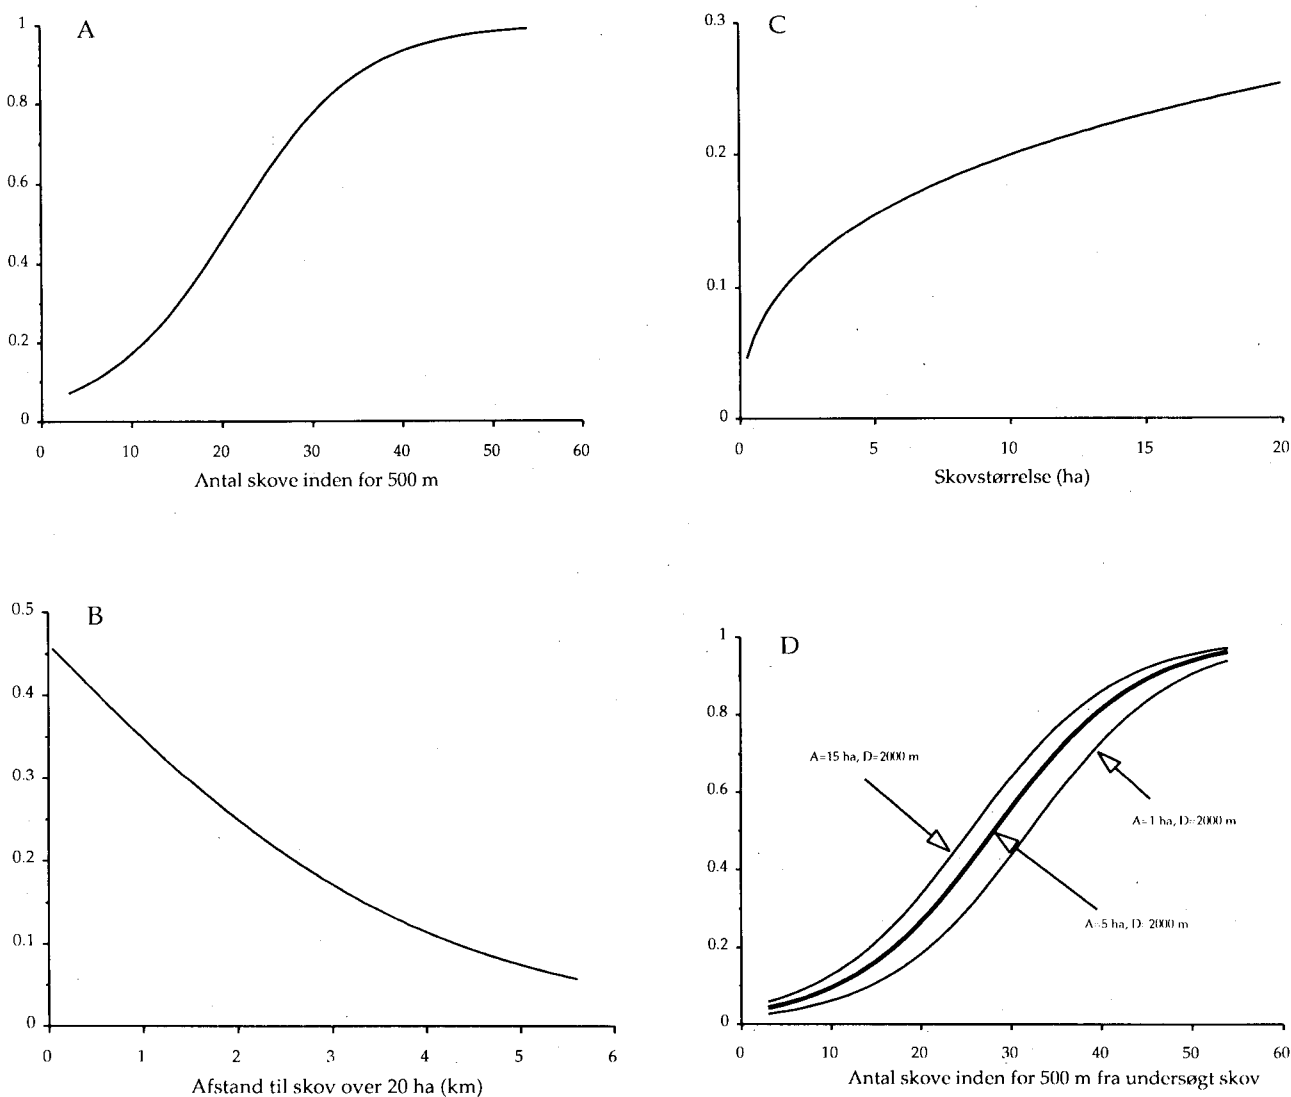 A
1
0.8
0.6
0.4
0.2
0
0 10 20 30 40 50 60
Antal skove inden for 500 m
C
0.3
0.2
0.1
0
0 5 10 15 20
Skovstørrelse (ha)
B
0.5
0.4
0.3
0.2
0.1
0
0 1 2 3 4 5 6
Afstand til skov over 20 ha (km)
D
1
0.8
0.6
0.4
0.2
0
A=15 ha, D=2000 m
A=1 ha, D=2000 m
A=5 ha, D=2000 m
0 10 20 30 40 50 60
Antal skove inden for 500 m fra undersøgt skov